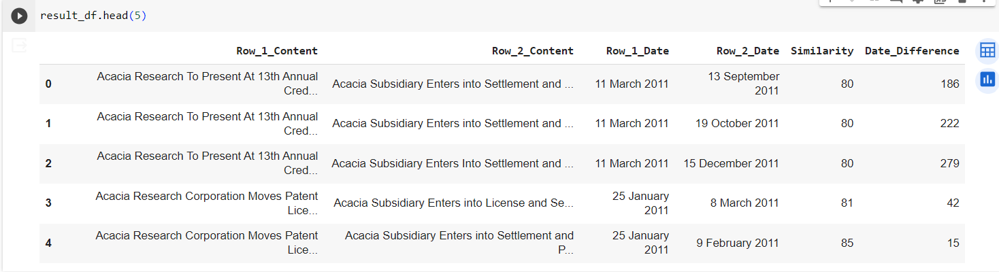 result_df.head(5)
Row_1_Content Row_2_Content Row_1_Date Row_2_Date Similarity Date_Difference
0 Acacia Research To Present At 13th Annual Cred... Acacia Subsidiary Enters into Settlement and ... 11 March 2011 13 September 2011 80 186
1 Acacia Research To Present At 13th Annual Cred... Acacia Subsidiary Enters into Settlement and ... 11 March 2011 19 October 2011 80 222
2 Acacia Research To Present At 13th Annual Cred... Acacia Subsidiary Enters Into Settlement and ... 11 March 2011 15 December 2011 80 279
3 Acacia Research Corporation Moves Patent Lice... Acacia Subsidiary Enters into License and Se... 25 January 2011 8 March 2011 81 42
4 Acacia Research Corporation Moves Patent Lice... Acacia Subsidiary Enters into Settlement and P... 25 January 2011 9 February 2011 85 15